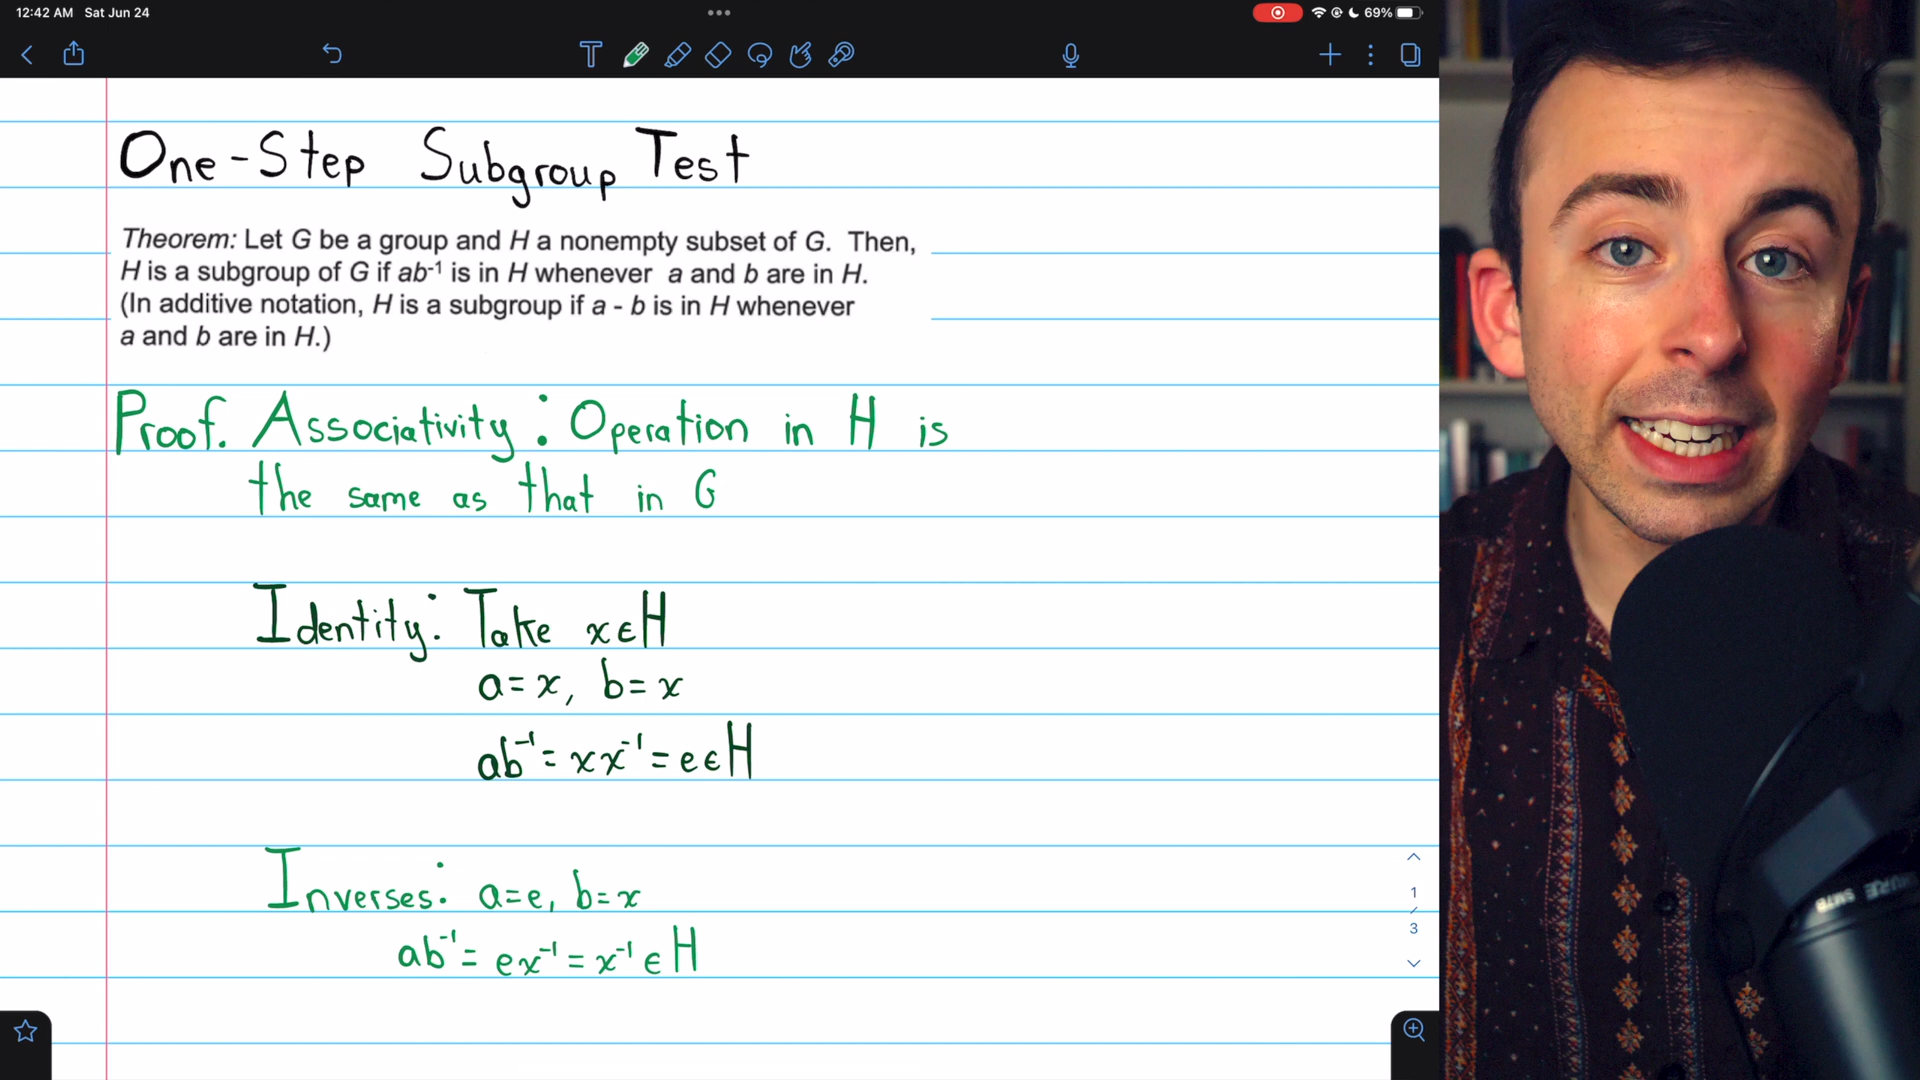 12:42 AM Sat Jun 24
69%
One-Step Subgroup Test
Theorem: Let G be a group and H a nonempty subset of G. Then,
H is a subgroup of G if ab⁻¹ is in H whenever a and b are in H.
(In additive notation, H is a subgroup if a - b is in H whenever
a and b are in H.)
Proof. Associativity: Operation in H is
the same as that in G
Identity: Take x∈H
a=x, b=x
ab⁻¹=xx⁻¹=e∈H
Inverses: a=e, b=x
ab⁻¹=ex⁻¹=x⁻¹∈H
1
/
3
SHURE SM7B